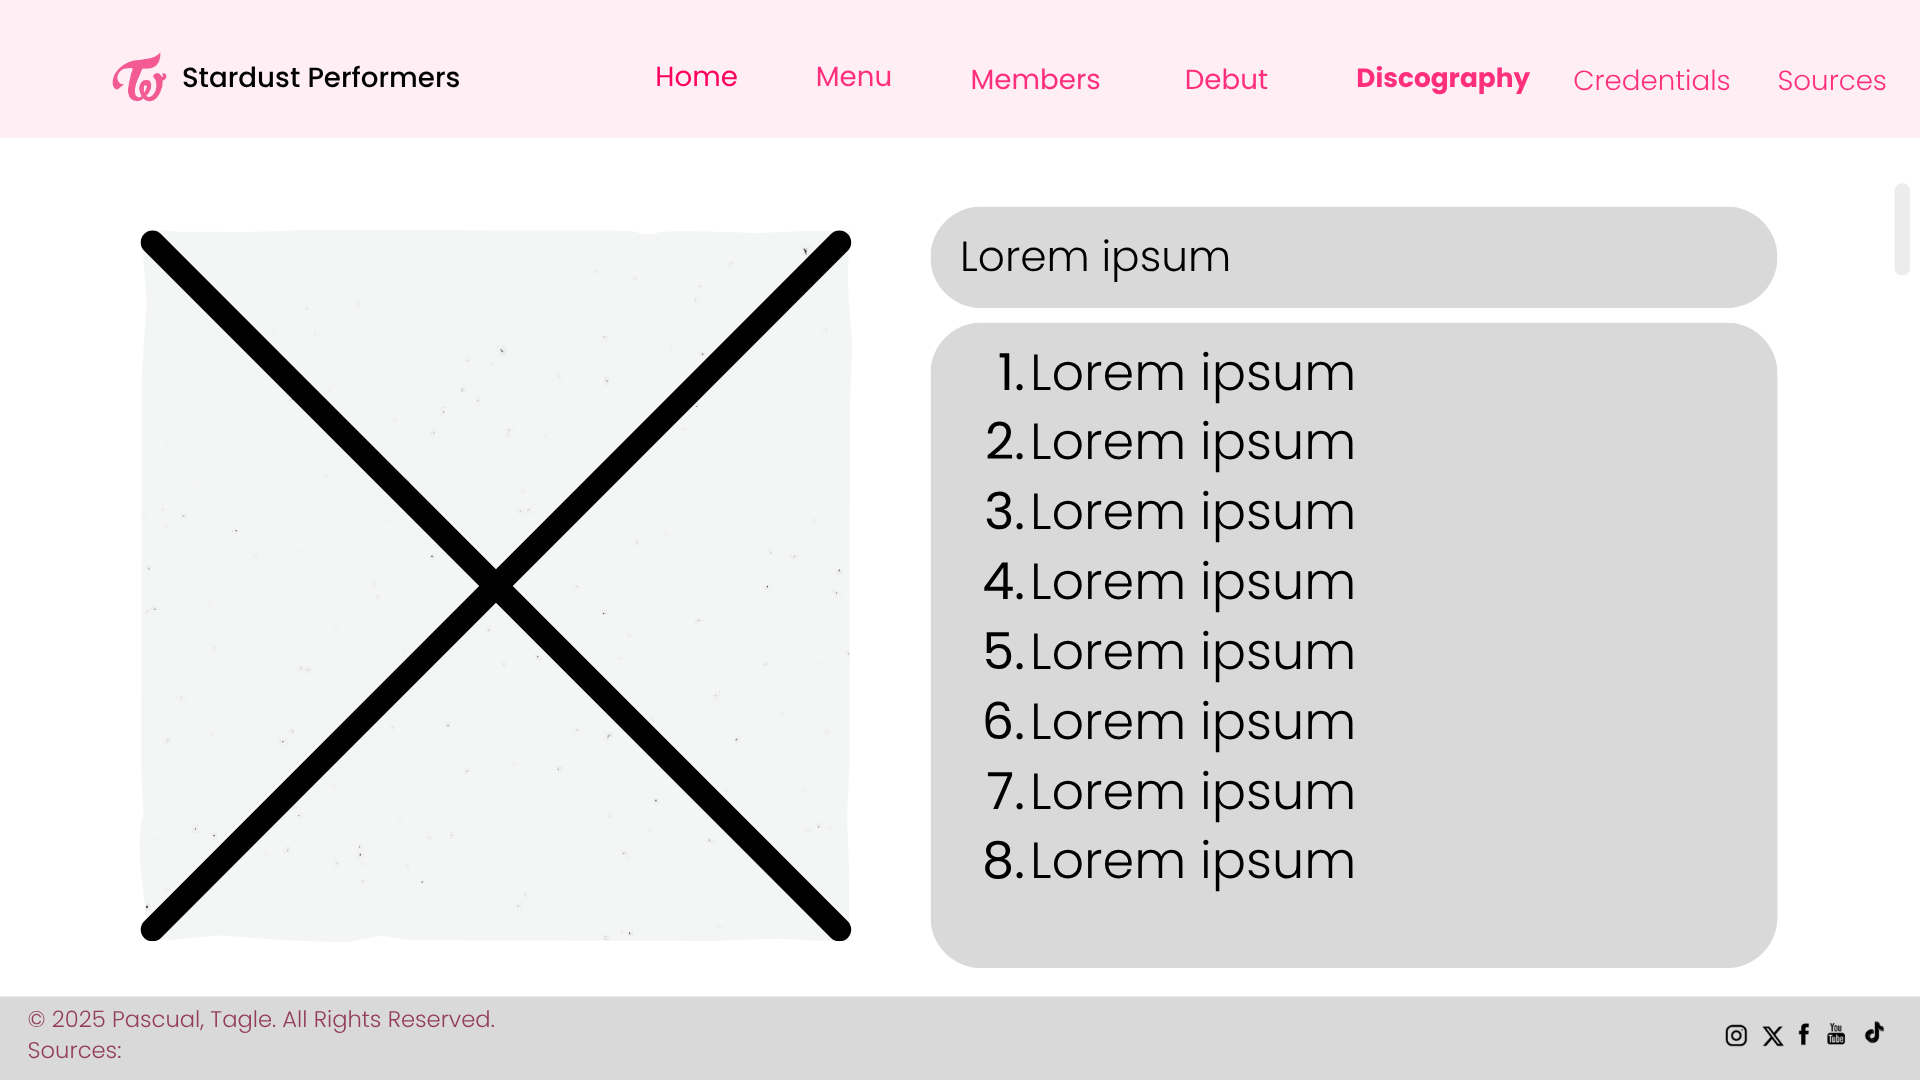 Stardust Performers
Home Menu Members Debut Discography Credentials Sources
Lorem ipsum
1. Lorem ipsum
2. Lorem ipsum
3. Lorem ipsum
4. Lorem ipsum
5. Lorem ipsum
6. Lorem ipsum
7. Lorem ipsum
8. Lorem ipsum
© 2025 Pascual, Tagle. All Rights Reserved.
Sources:
You
Tube